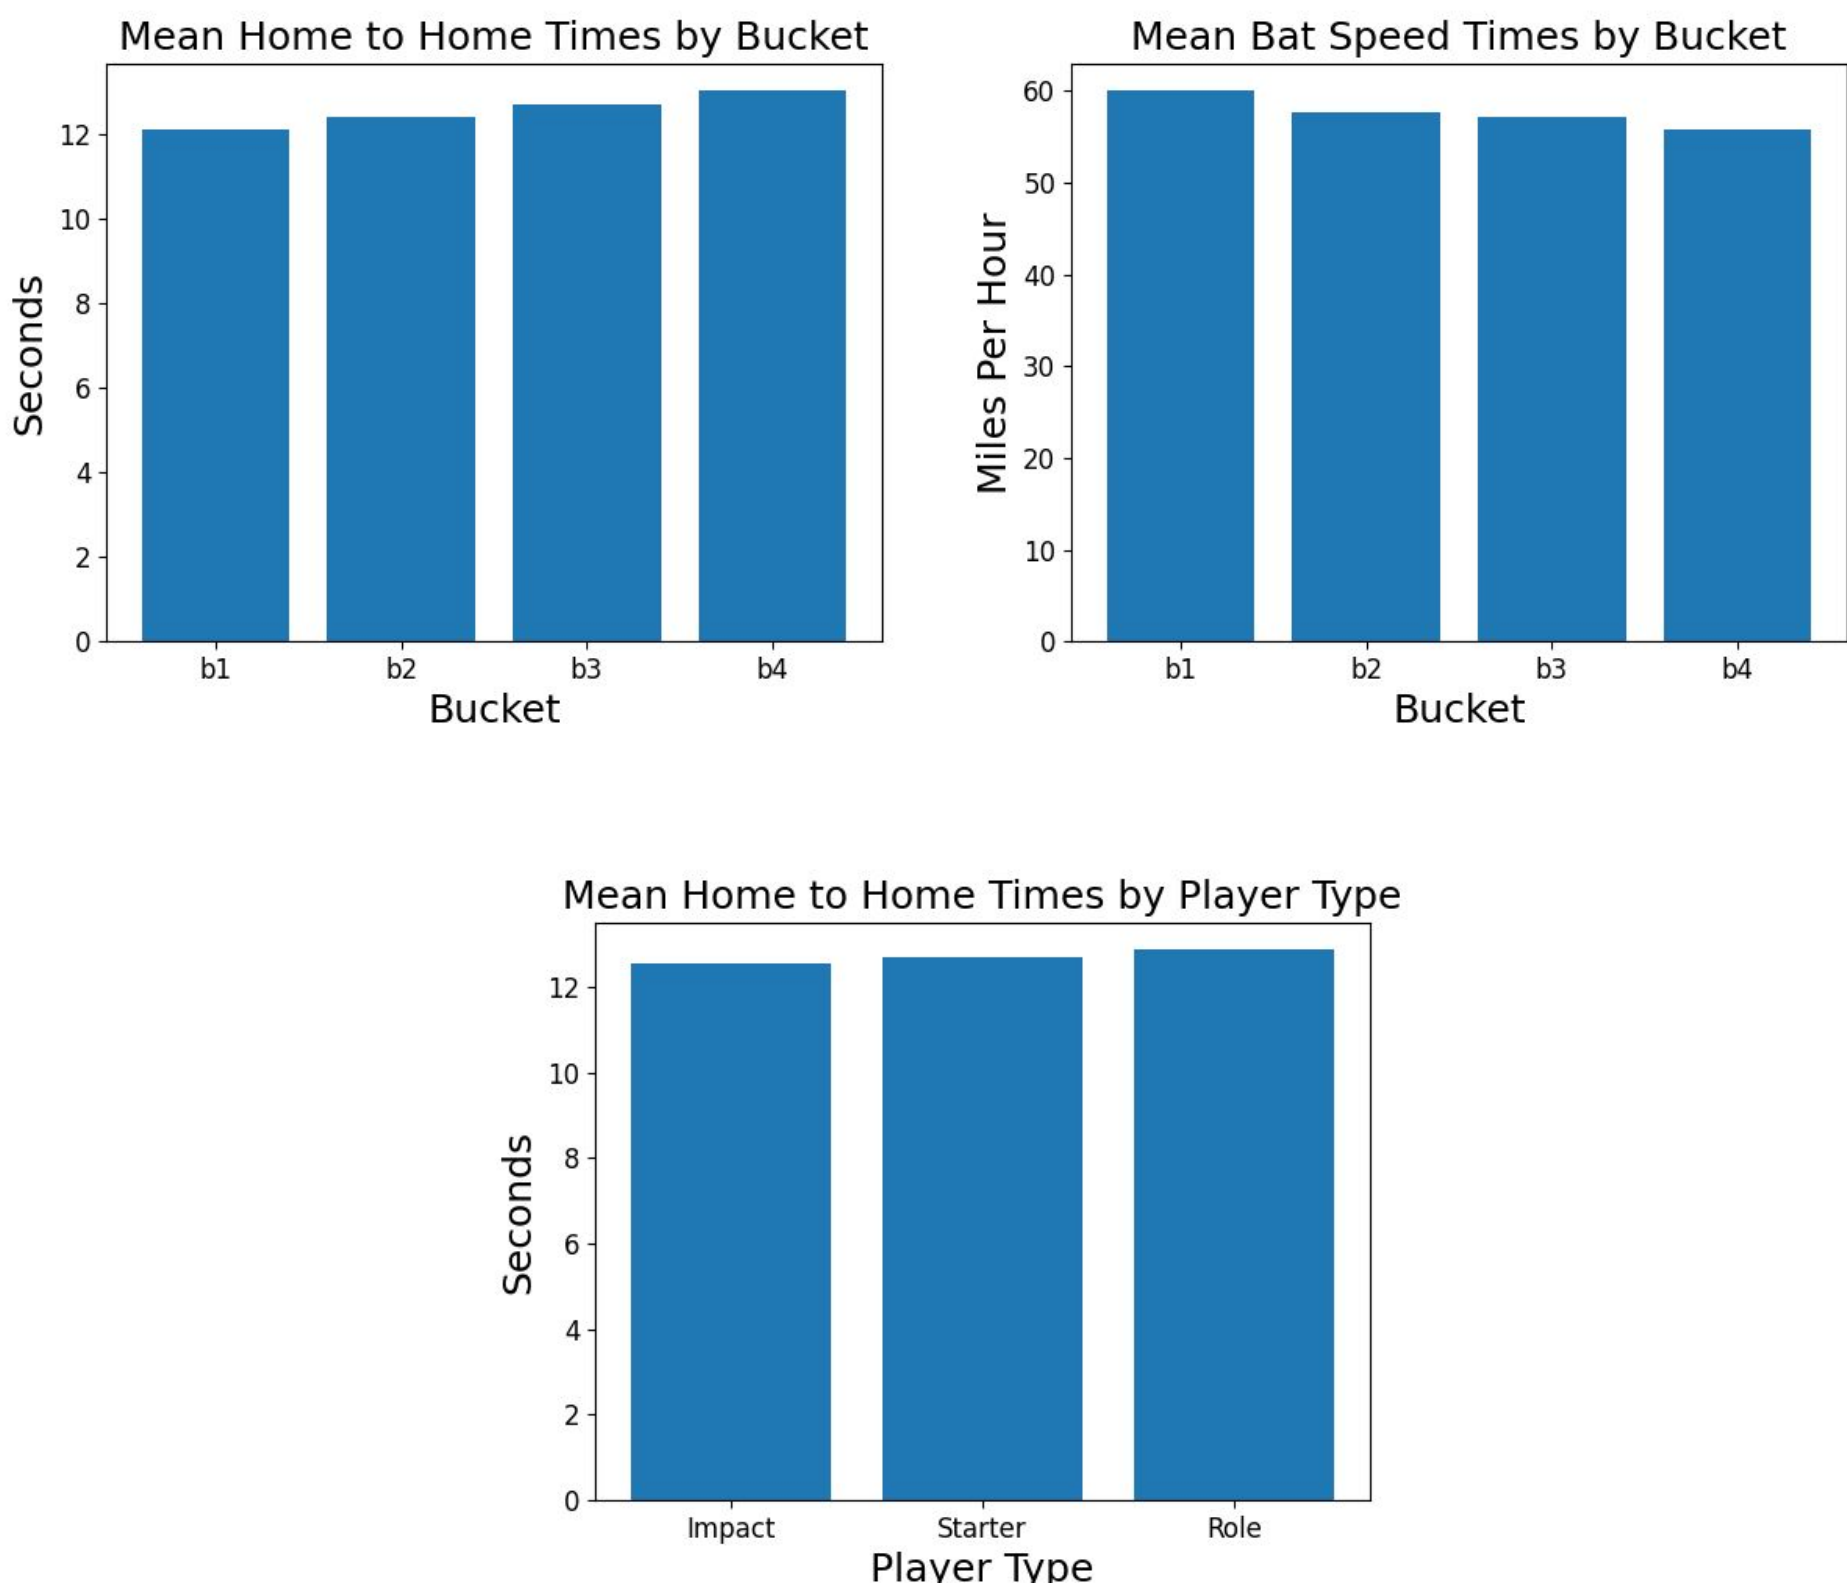 Mean Home to Home Times by Bucket
Seconds
12
10
8
6
4
2
0
b1 b2 b3 b4
Bucket
Mean Bat Speed Times by Bucket
Miles Per Hour
60
50
40
30
20
10
0
b1 b2 b3 b4
Bucket
Mean Home to Home Times by Player Type
Seconds
12
10
8
6
4
2
0
Impact Starter Role
Player Type